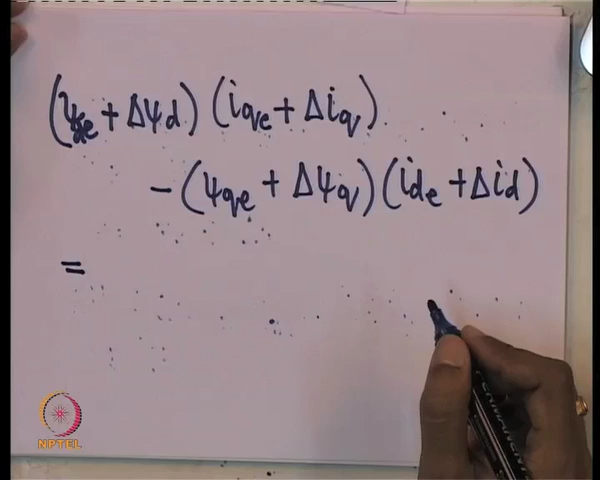 (ψde + Δψd) (iqe + Δiq)
- (ψqe + Δψq)(ide + Δid)
=
NPTEL